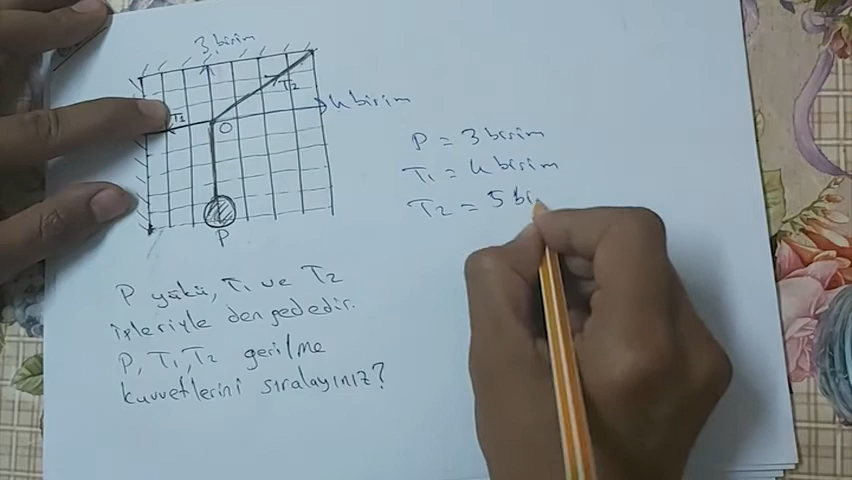 3 birim
T2
T1
O
4 birim
P
P = 3 birim
T1 = 4 birim
T2 = 5 bi
P yükü, T1 ve T2
ipleriyle dengededir.
P, T1, T2 gerilme
kuvvetlerini sıralayınız?